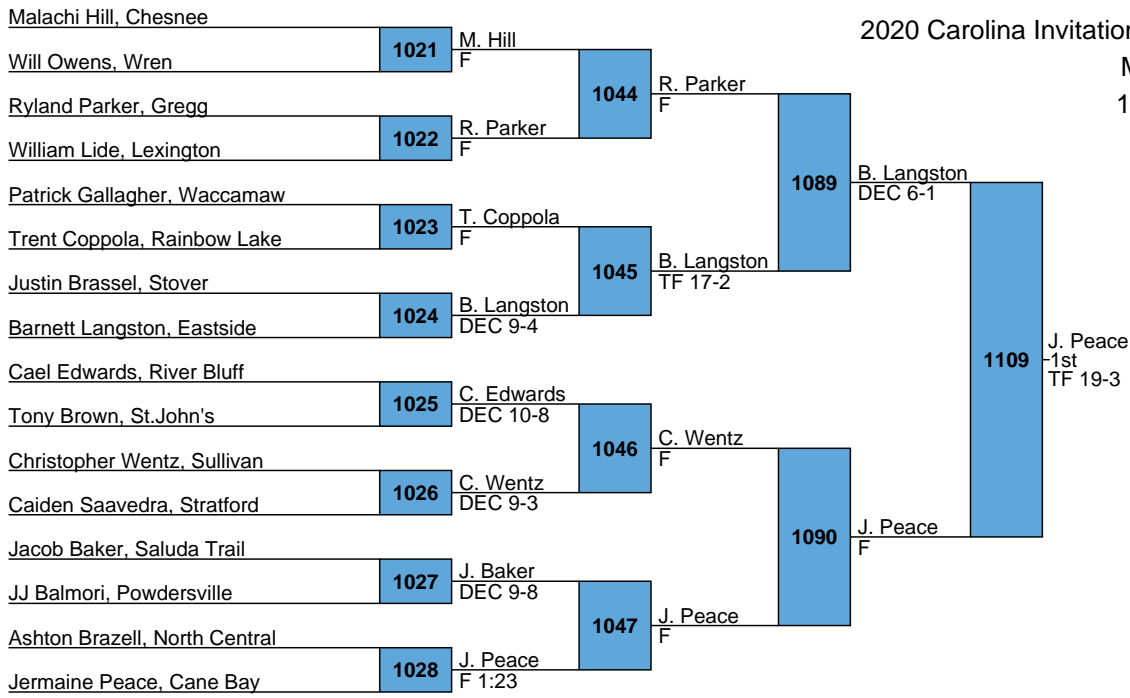 Malachi Hill, Chesnee
Will Owens, Wren
Ryland Parker, Gregg
William Lide, Lexington
Patrick Gallagher, Waccamaw
Trent Coppola, Rainbow Lake
Justin Brassel, Stover
Barnett Langston, Eastside
Cael Edwards, River Bluff
Tony Brown, St.John's
Christopher Wentz, Sullivan
Caiden Saavedra, Stratford
Jacob Baker, Saluda Trail
JJ Balmori, Powdersville
Ashton Brazell, North Central
Jermaine Peace, Cane Bay
1021
1022
1023
1024
1025
1026
1027
1028
M. Hill
F
R. Parker
F
T. Coppola
F
B. Langston
DEC 9-4
C. Edwards
DEC 10-8
C. Wentz
DEC 9-3
J. Baker
DEC 9-8
J. Peace
F 1:23
1044
1045
1046
1047
R. Parker
F
B. Langston
TF 17-2
C. Wentz
F
J. Peace
F
1089
1090
B. Langston
DEC 6-1
J. Peace
F
1109
J. Peace
1st
TF 19-3
2020 Carolina Invitation
M
1